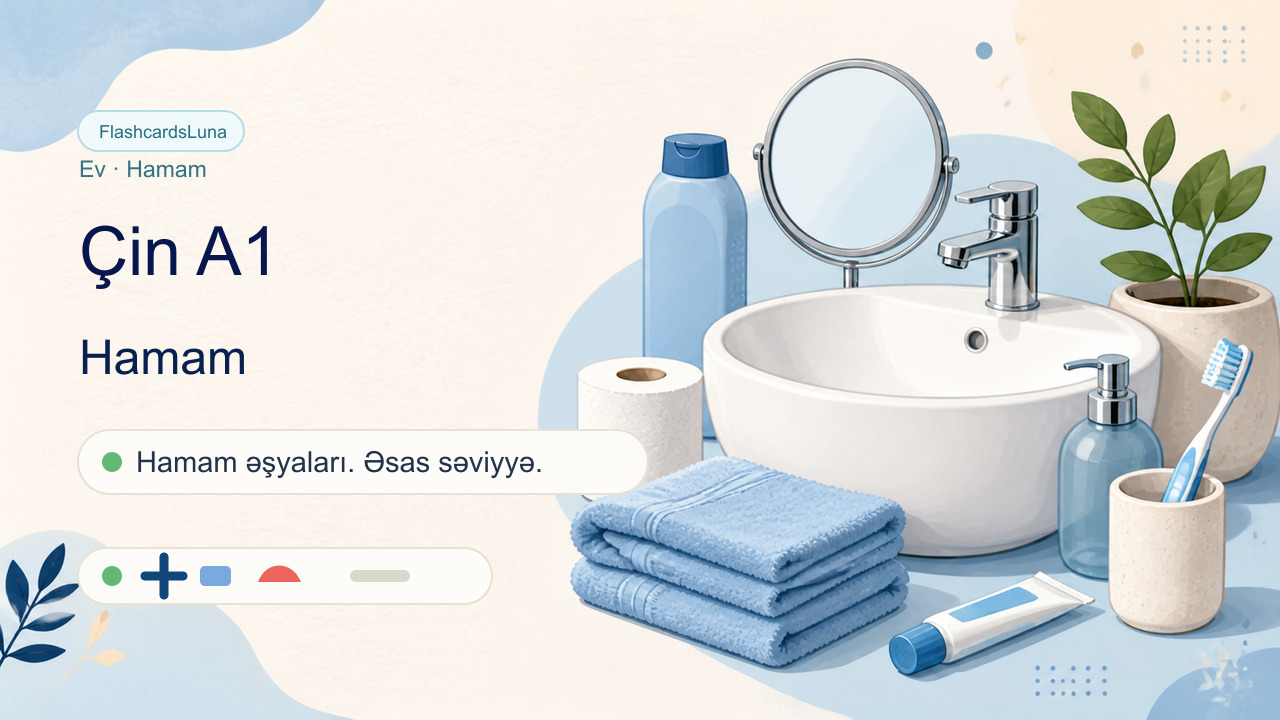 FlashcardsLuna
Ev · Hamam
Çin A1
Hamam
Hamam əşyaları. Əsas səviyyə.